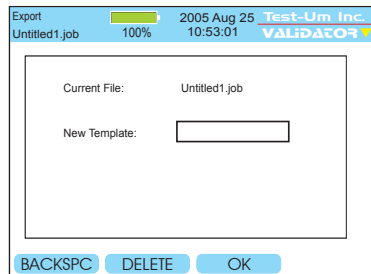 Export 2005 Aug 25 Test-Um Inc.
Untitled1.job 100% 10:53:01 VALIDATOR
Current File: Untitled1.job
New Template:
BACKSPC DELETE OK